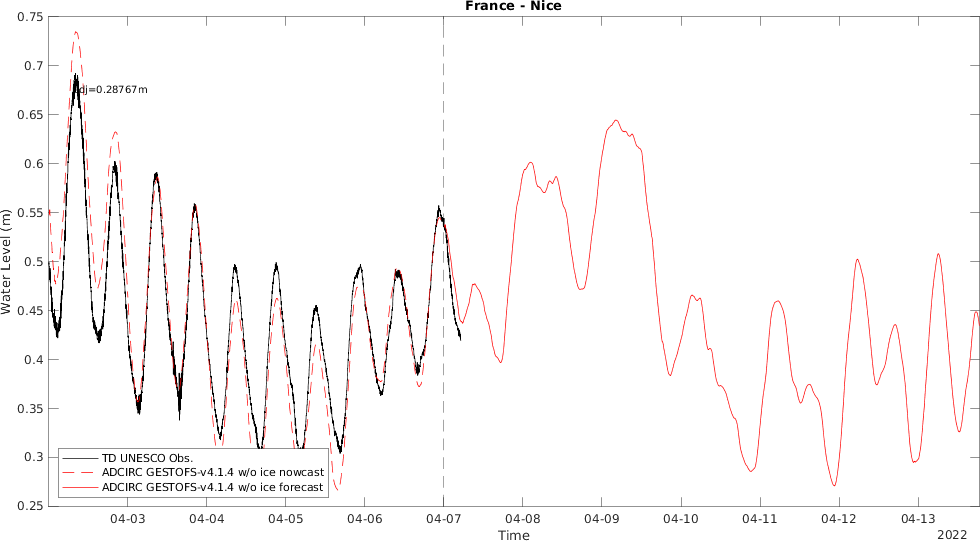 France - Nice
0.75
0.7
0.65
0.6
0.55
0.5
0.45
0.4
0.35
0.3
0.25
Water Level (m)
dj=0.28767m
TD UNESCO Obs.
ADCIRC GESTOFS-v4.1.4 w/o ice nowcast
ADCIRC GESTOFS-v4.1.4 w/o ice forecast
04-03 04-04 04-05 04-06 04-07 04-08 04-09 04-10 04-11 04-12 04-13
Time
2022